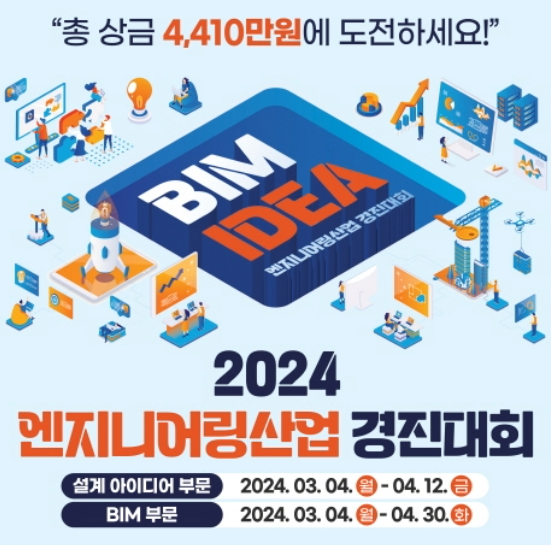 “총 상금 4,410만원에 도전하세요!”
BIM
IDEA
엔지니어링산업 경진대회
2024
엔지니어링산업 경진대회
설계 아이디어 부문 2024. 03. 04. 월 - 04. 12. 금
BIM 부문 2024. 03. 04. 월 - 04. 30. 화